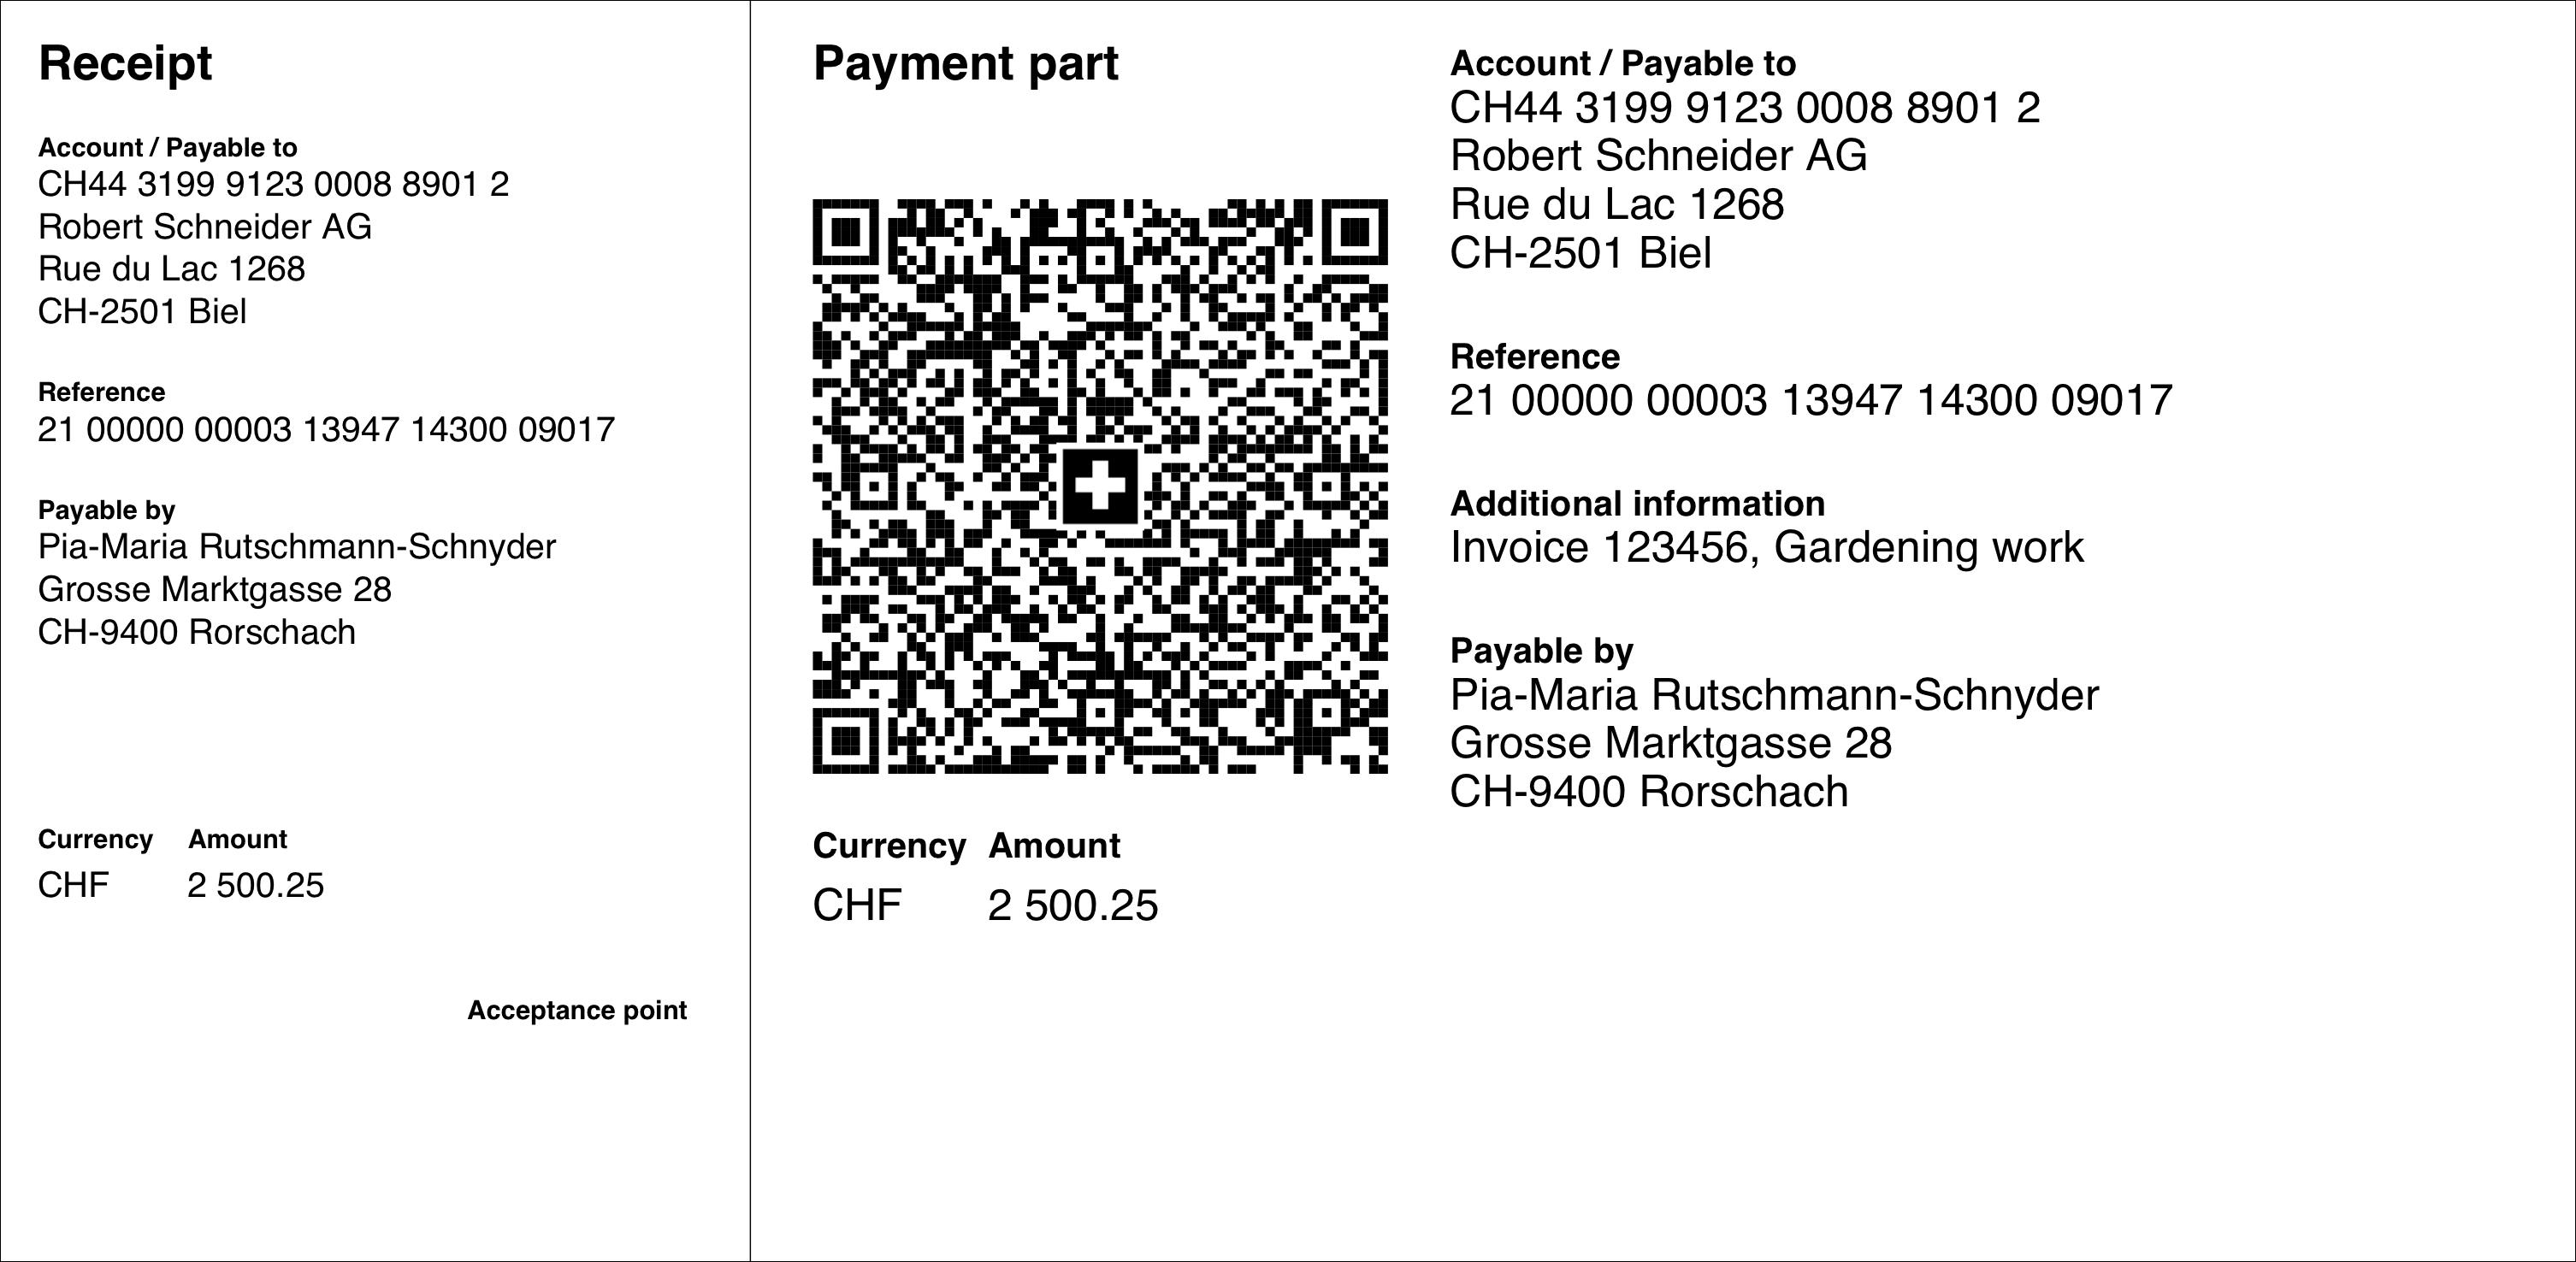 Receipt
Account / Payable to
CH44 3199 9123 0008 8901 2
Robert Schneider AG
Rue du Lac 1268
CH-2501 Biel
Reference
21 00000 00003 13947 14300 09017
Payable by
Pia-Maria Rutschmann-Schnyder
Grosse Marktgasse 28
CH-9400 Rorschach
Currency Amount
CHF 2 500.25
Acceptance point
Payment part
Currency Amount
CHF 2 500.25
Account / Payable to
CH44 3199 9123 0008 8901 2
Robert Schneider AG
Rue du Lac 1268
CH-2501 Biel
Reference
21 00000 00003 13947 14300 09017
Additional information
Invoice 123456, Gardening work
Payable by
Pia-Maria Rutschmann-Schnyder
Grosse Marktgasse 28
CH-9400 Rorschach